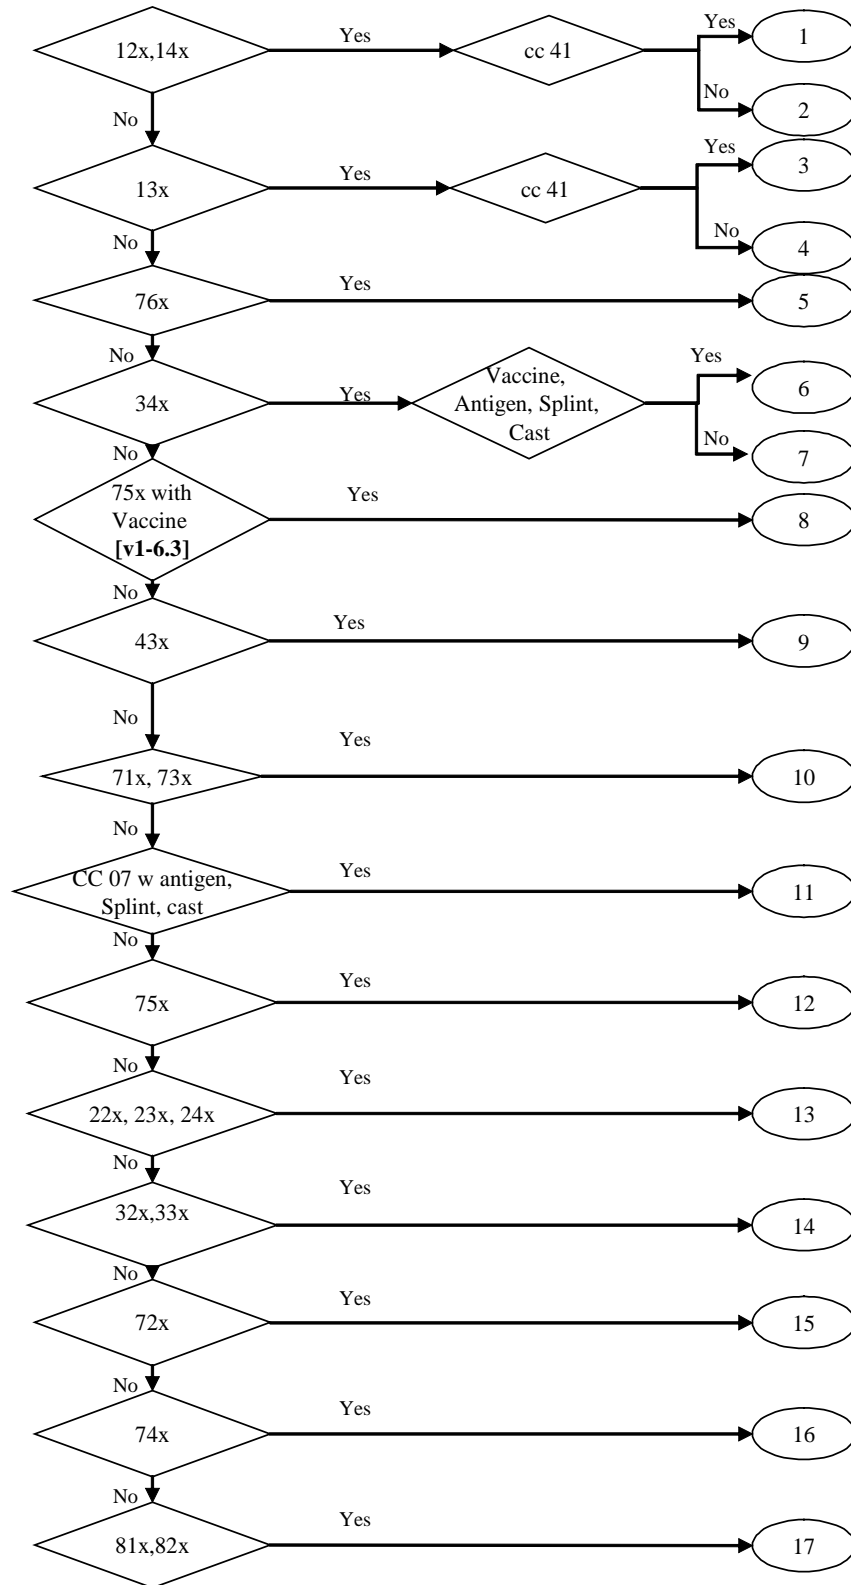 12x,14x
Yes
cc 41
Yes
1
No
2
No
13x
Yes
cc 41
Yes
3
No
4
No
76x
Yes
5
No
34x
Yes
Vaccine,
Antigen, Splint,
Cast
Yes
6
No
7
No
75x with
Vaccine
[v1-6.3]
Yes
8
No
43x
Yes
9
No
71x, 73x
Yes
10
No
CC 07 w antigen,
Splint, cast
Yes
11
No
75x
Yes
12
No
22x, 23x, 24x
Yes
13
No
32x,33x
Yes
14
No
72x
Yes
15
No
74x
Yes
16
No
81x,82x
Yes
17